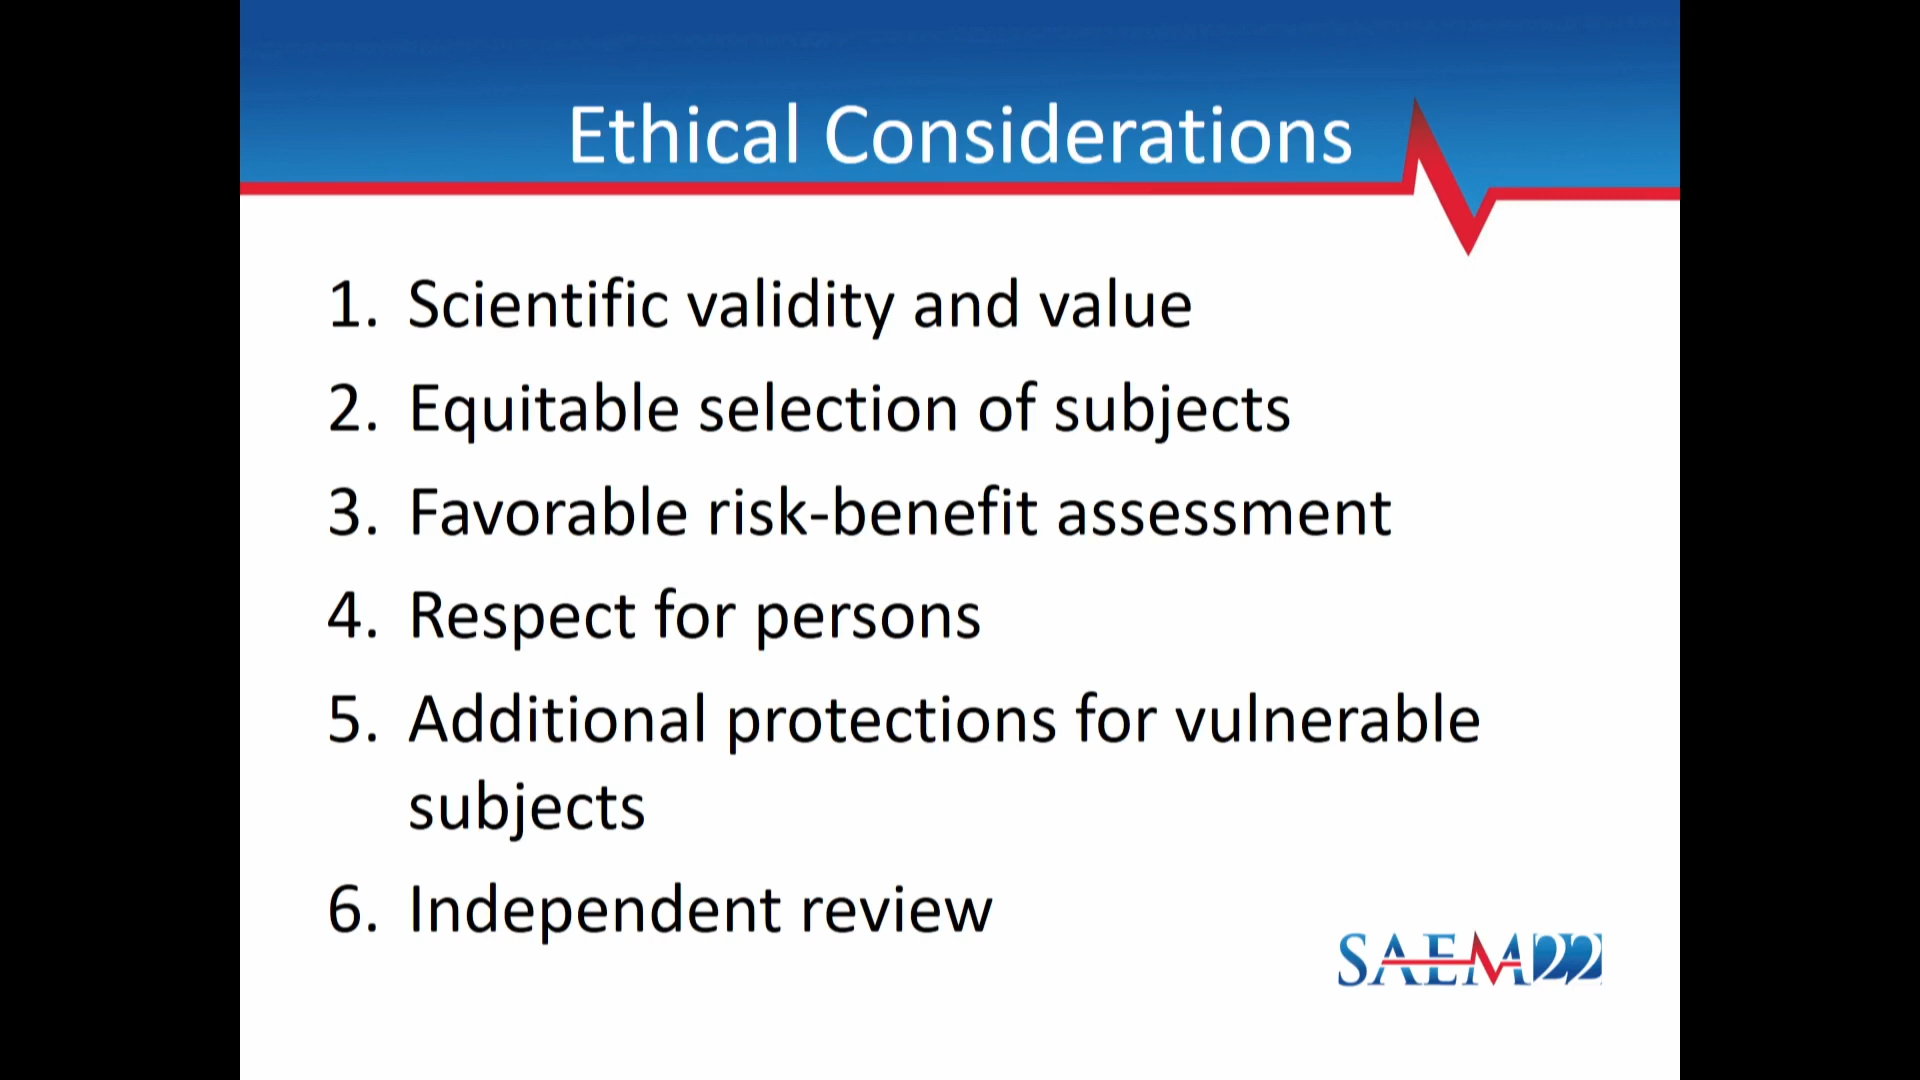 Ethical Considerations
1. Scientific validity and value
2. Equitable selection of subjects
3. Favorable risk-benefit assessment
4. Respect for persons
5. Additional protections for vulnerable
subjects
6. Independent review
SAEM22